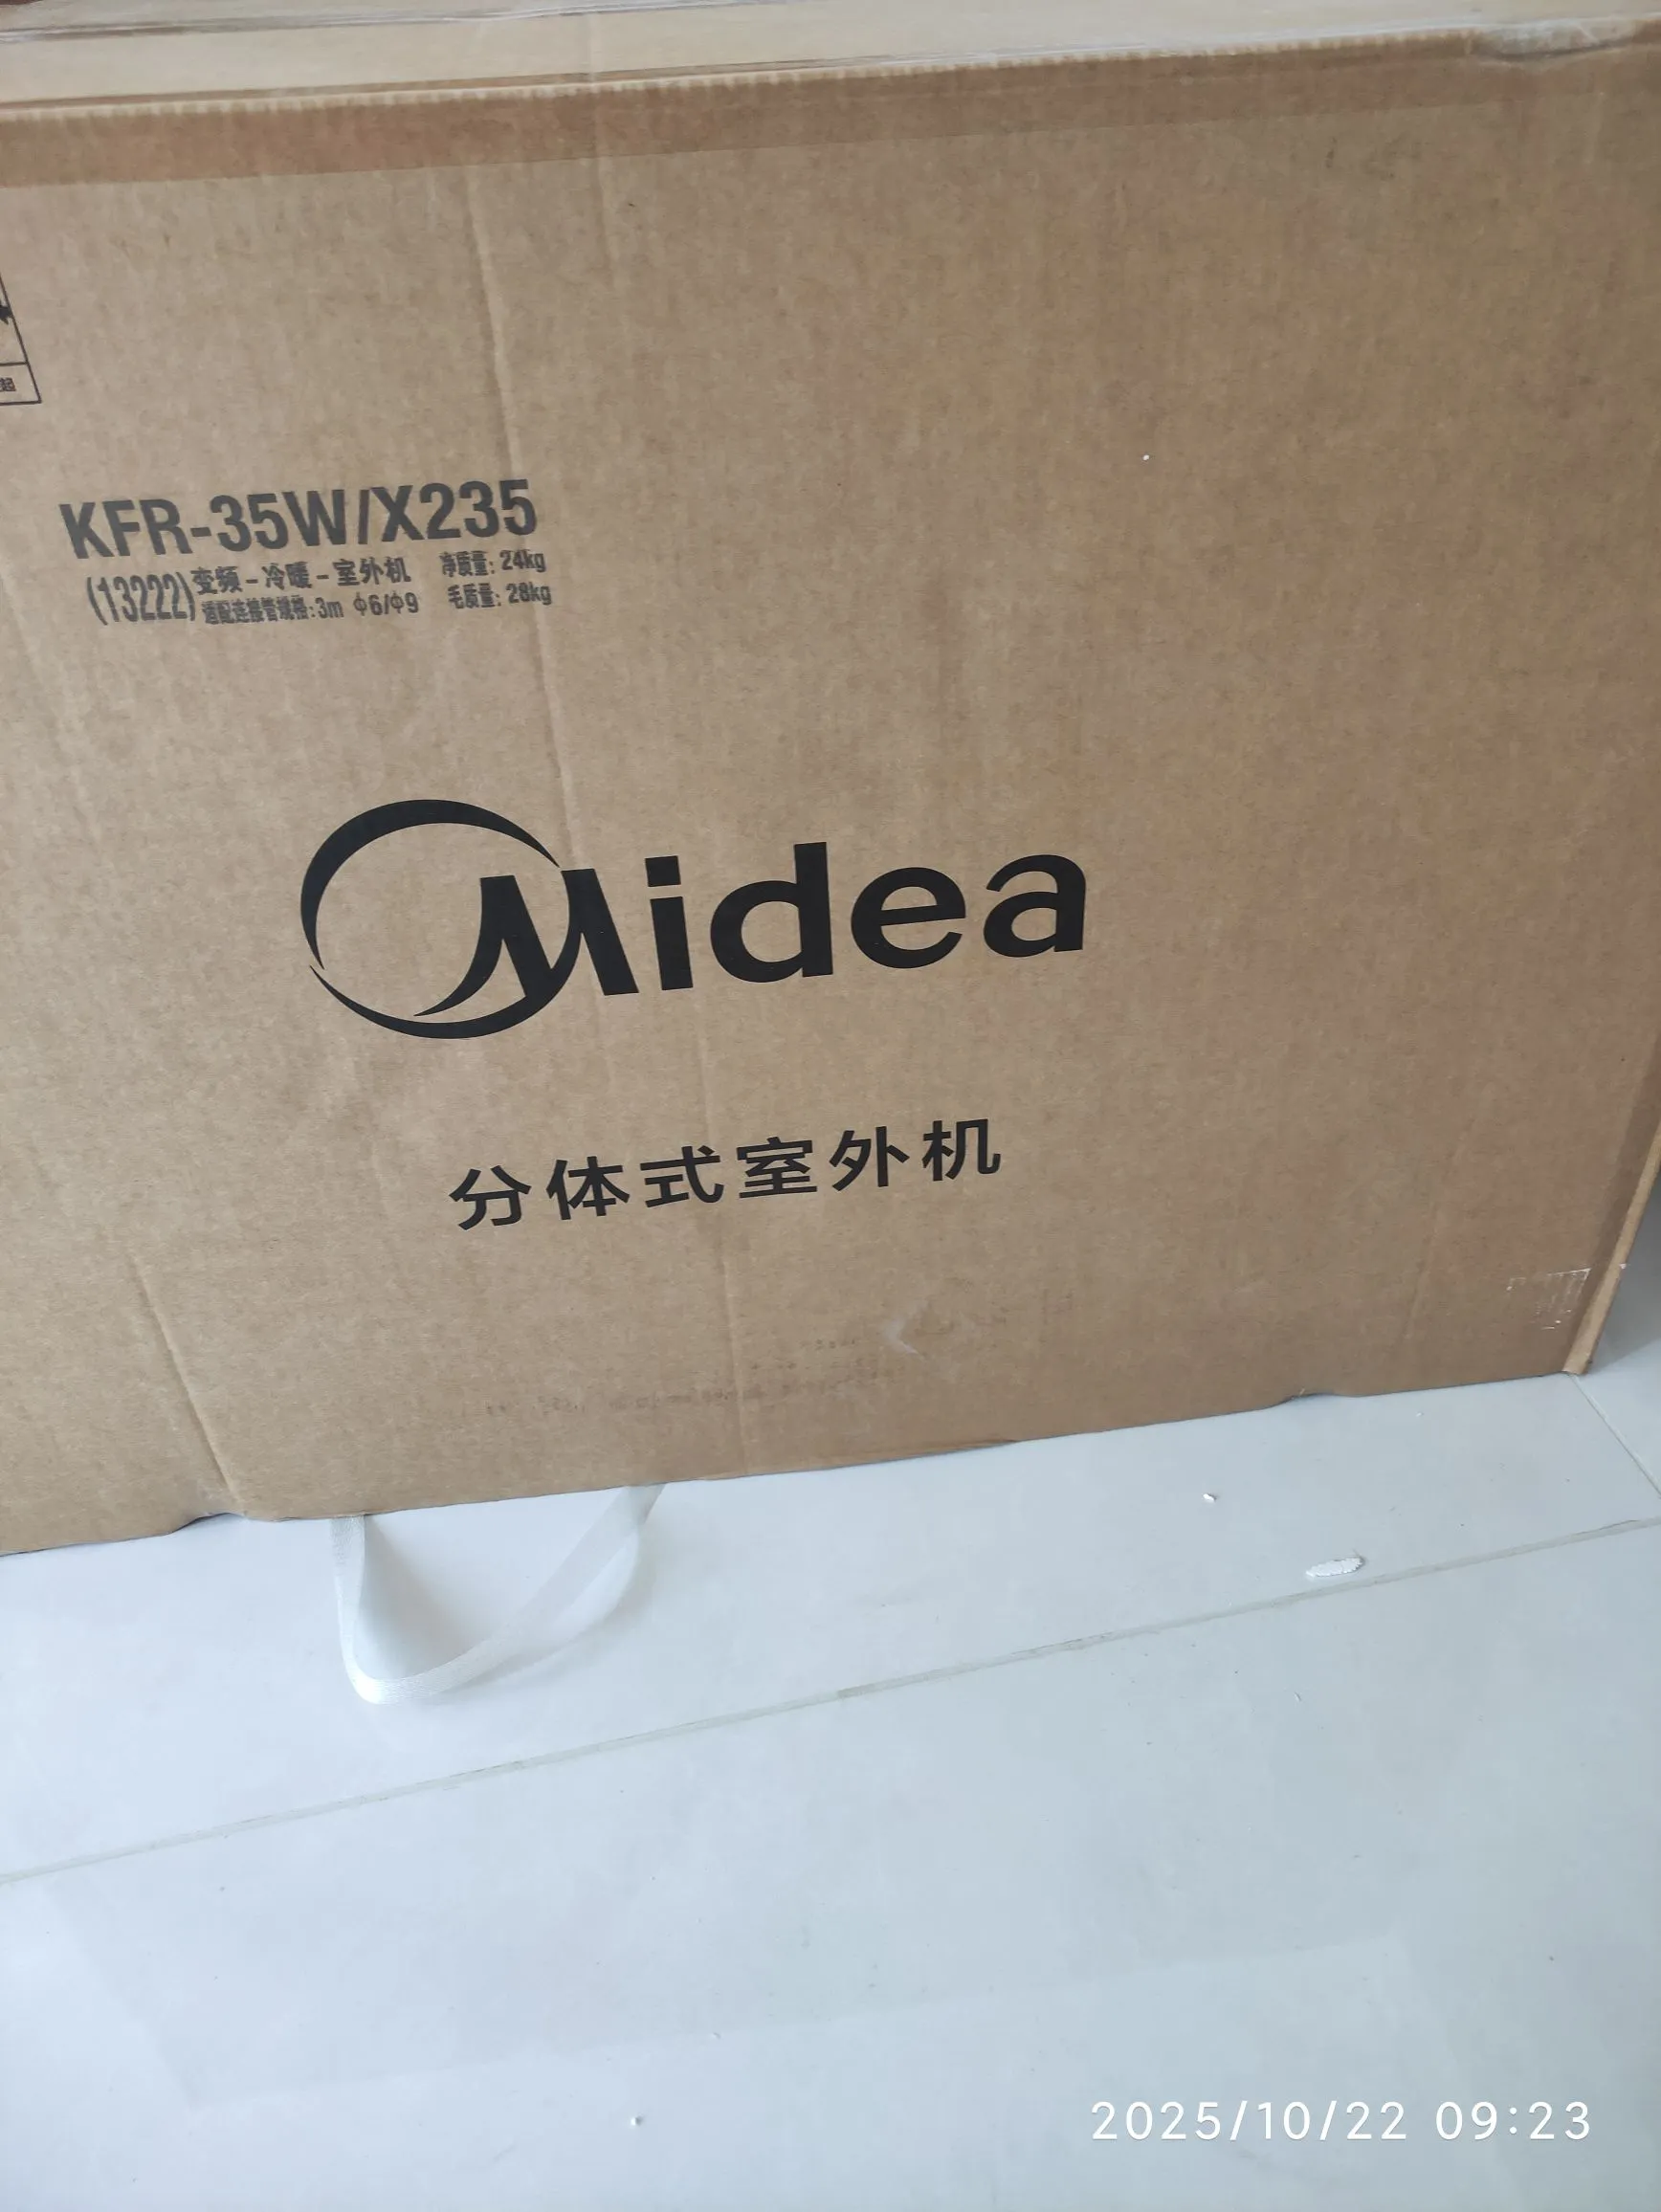 起
KFR-35W/X235
(13222) 变频-冷暖-室外机 净质量: 24kg
适配连接管规格: 3m φ6/φ9 毛质量: 28kg
Midea
分体式室外机
2025/10/22 09:23